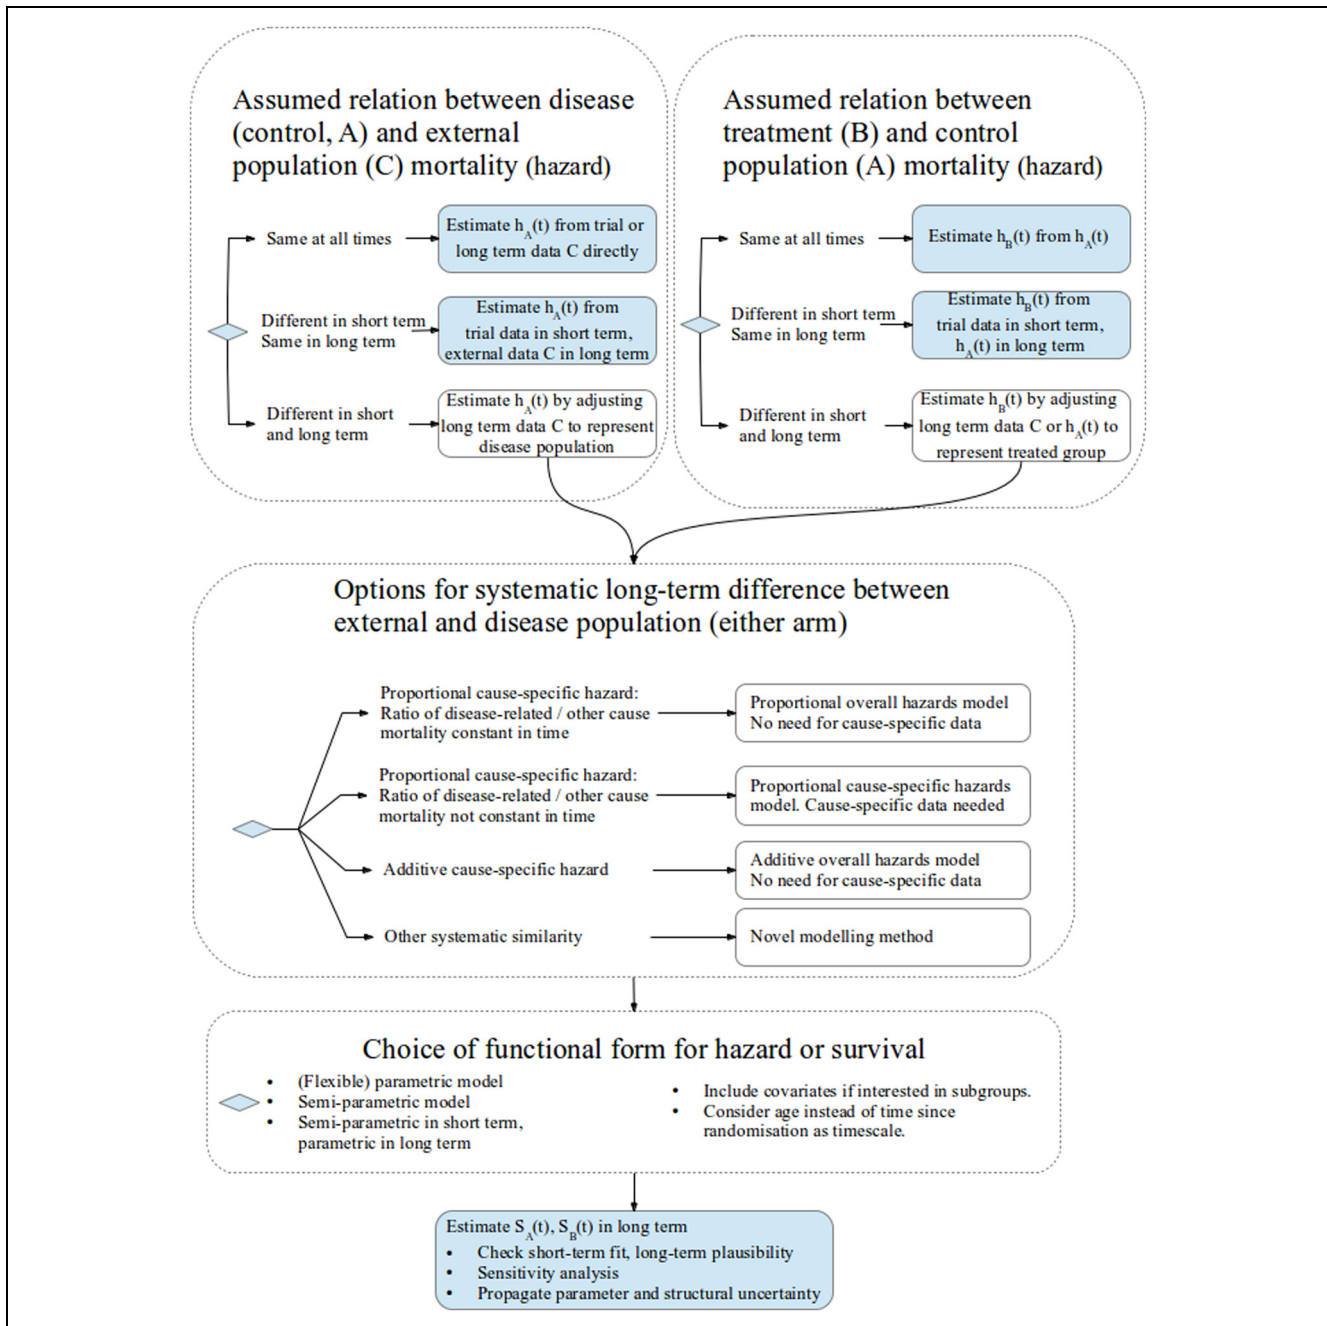 Assumed relation between disease
(control, A) and external
population (C) mortality (hazard)
Same at all times
Estimate h_A(t) from trial or
long term data C directly
Different in short term
Same in long term
Estimate h_A(t) from
trial data in short term,
external data C in long term
Different in short
and long term
Estimate h_A(t) by adjusting
long term data C to represent
disease population
Assumed relation between
treatment (B) and control
population (A) mortality (hazard)
Same at all times
Estimate h_B(t) from h_A(t)
Different in short term
Same in long term
Estimate h_B(t) from
trial data in short term,
h_A(t) in long term
Different in short
and long term
Estimate h_B(t) by adjusting
long term data C or h_A(t) to
represent treated group
Options for systematic long-term difference between
external and disease population (either arm)
Proportional cause-specific hazard:
Ratio of disease-related / other cause
mortality constant in time
Proportional overall hazards model
No need for cause-specific data
Proportional cause-specific hazard:
Ratio of disease-related / other cause
mortality not constant in time
Proportional cause-specific hazards
model. Cause-specific data needed
Additive cause-specific hazard
Additive overall hazards model
No need for cause-specific data
Other systematic similarity
Novel modelling method
Choice of functional form for hazard or survival
• (Flexible) parametric model
• Semi-parametric model
• Semi-parametric in short term,
parametric in long term
• Include covariates if interested in subgroups.
• Consider age instead of time since
randomisation as timescale.
Estimate S_A(t), S_B(t) in long term
• Check short-term fit, long-term plausibility
• Sensitivity analysis
• Propagate parameter and structural uncertainty